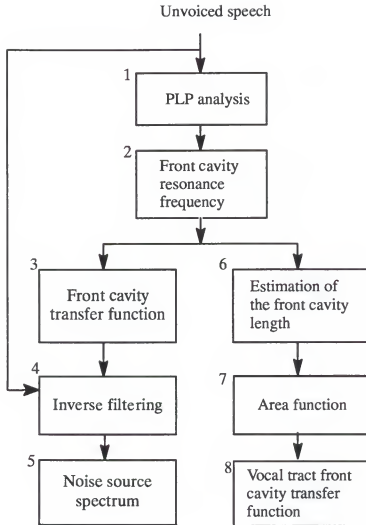 Unvoiced speech
1
PLP analysis
2
Front cavity
resonance
frequency
3
Front cavity
transfer function
4
Inverse filtering
5
Noise source
spectrum
6
Estimation of
the front cavity
length
7
Area function
8
Vocal tract front
cavity transfer
function